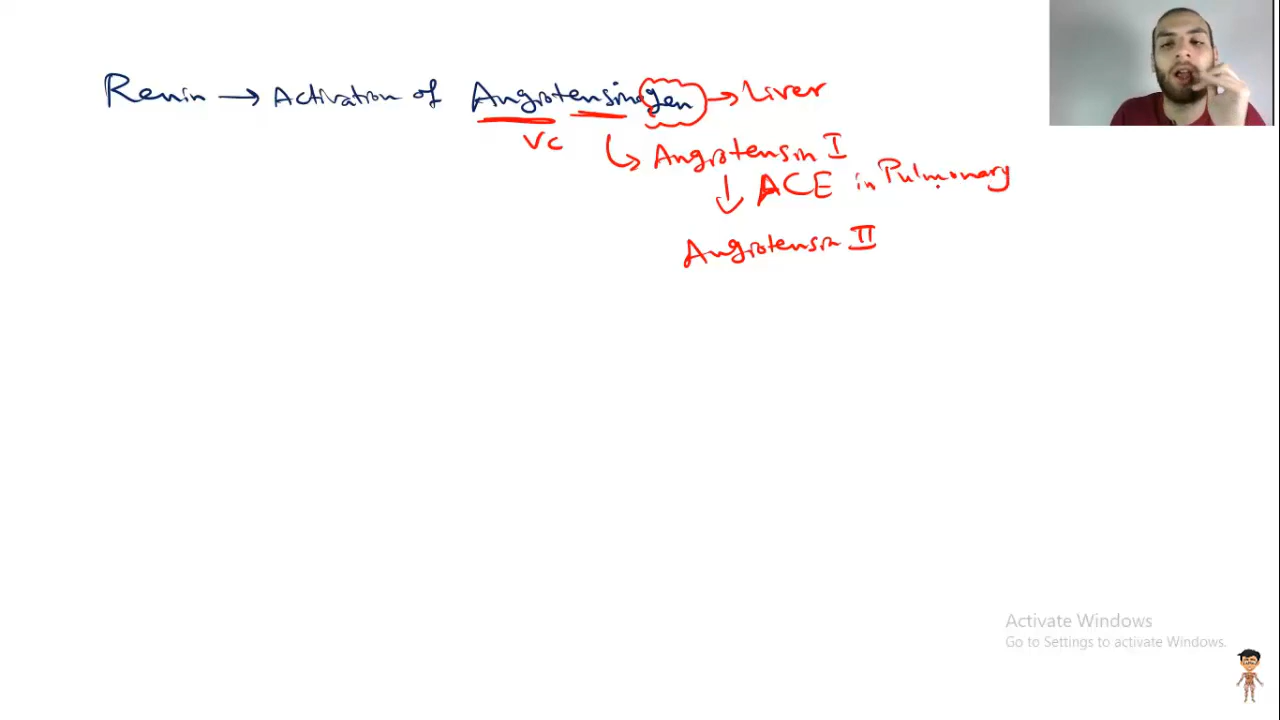 Renin → Activation of Angiotensinogen → Liver
VC
↳ Angiotensin I
↓ ACE in Pulmonary
Angiotensin II
Activate Windows
Go to Settings to activate Windows.